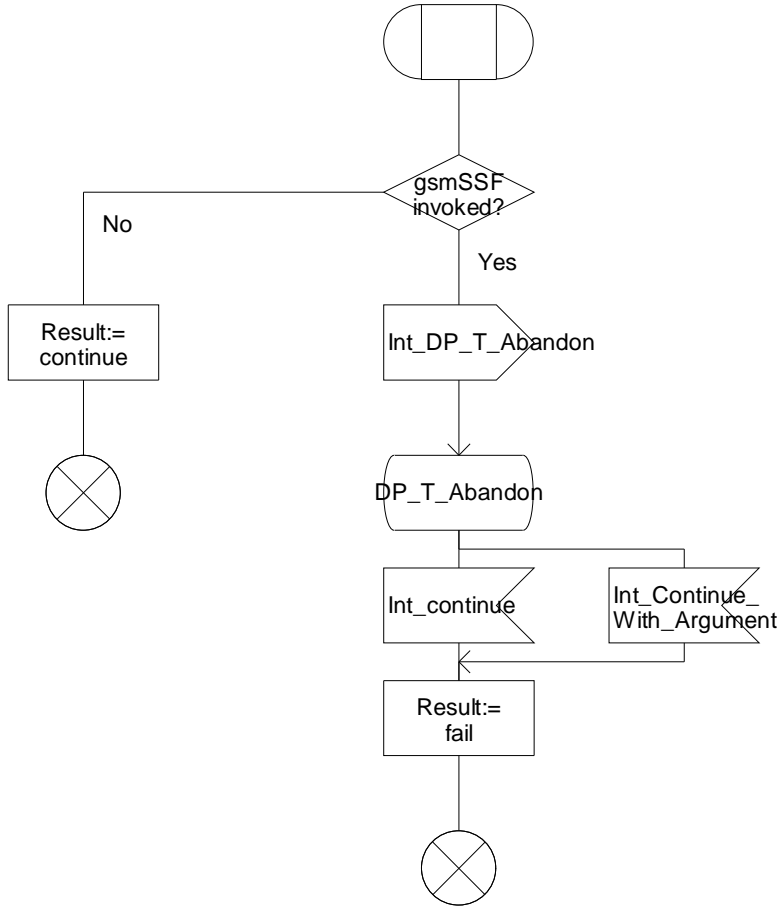 gsmSSF
invoked?
No
Yes
Result:=
continue
Int_DP_T_Abandon
DP_T_Abandon
Int_continue
Int_Continue_
With_Argument
Result:=
fail